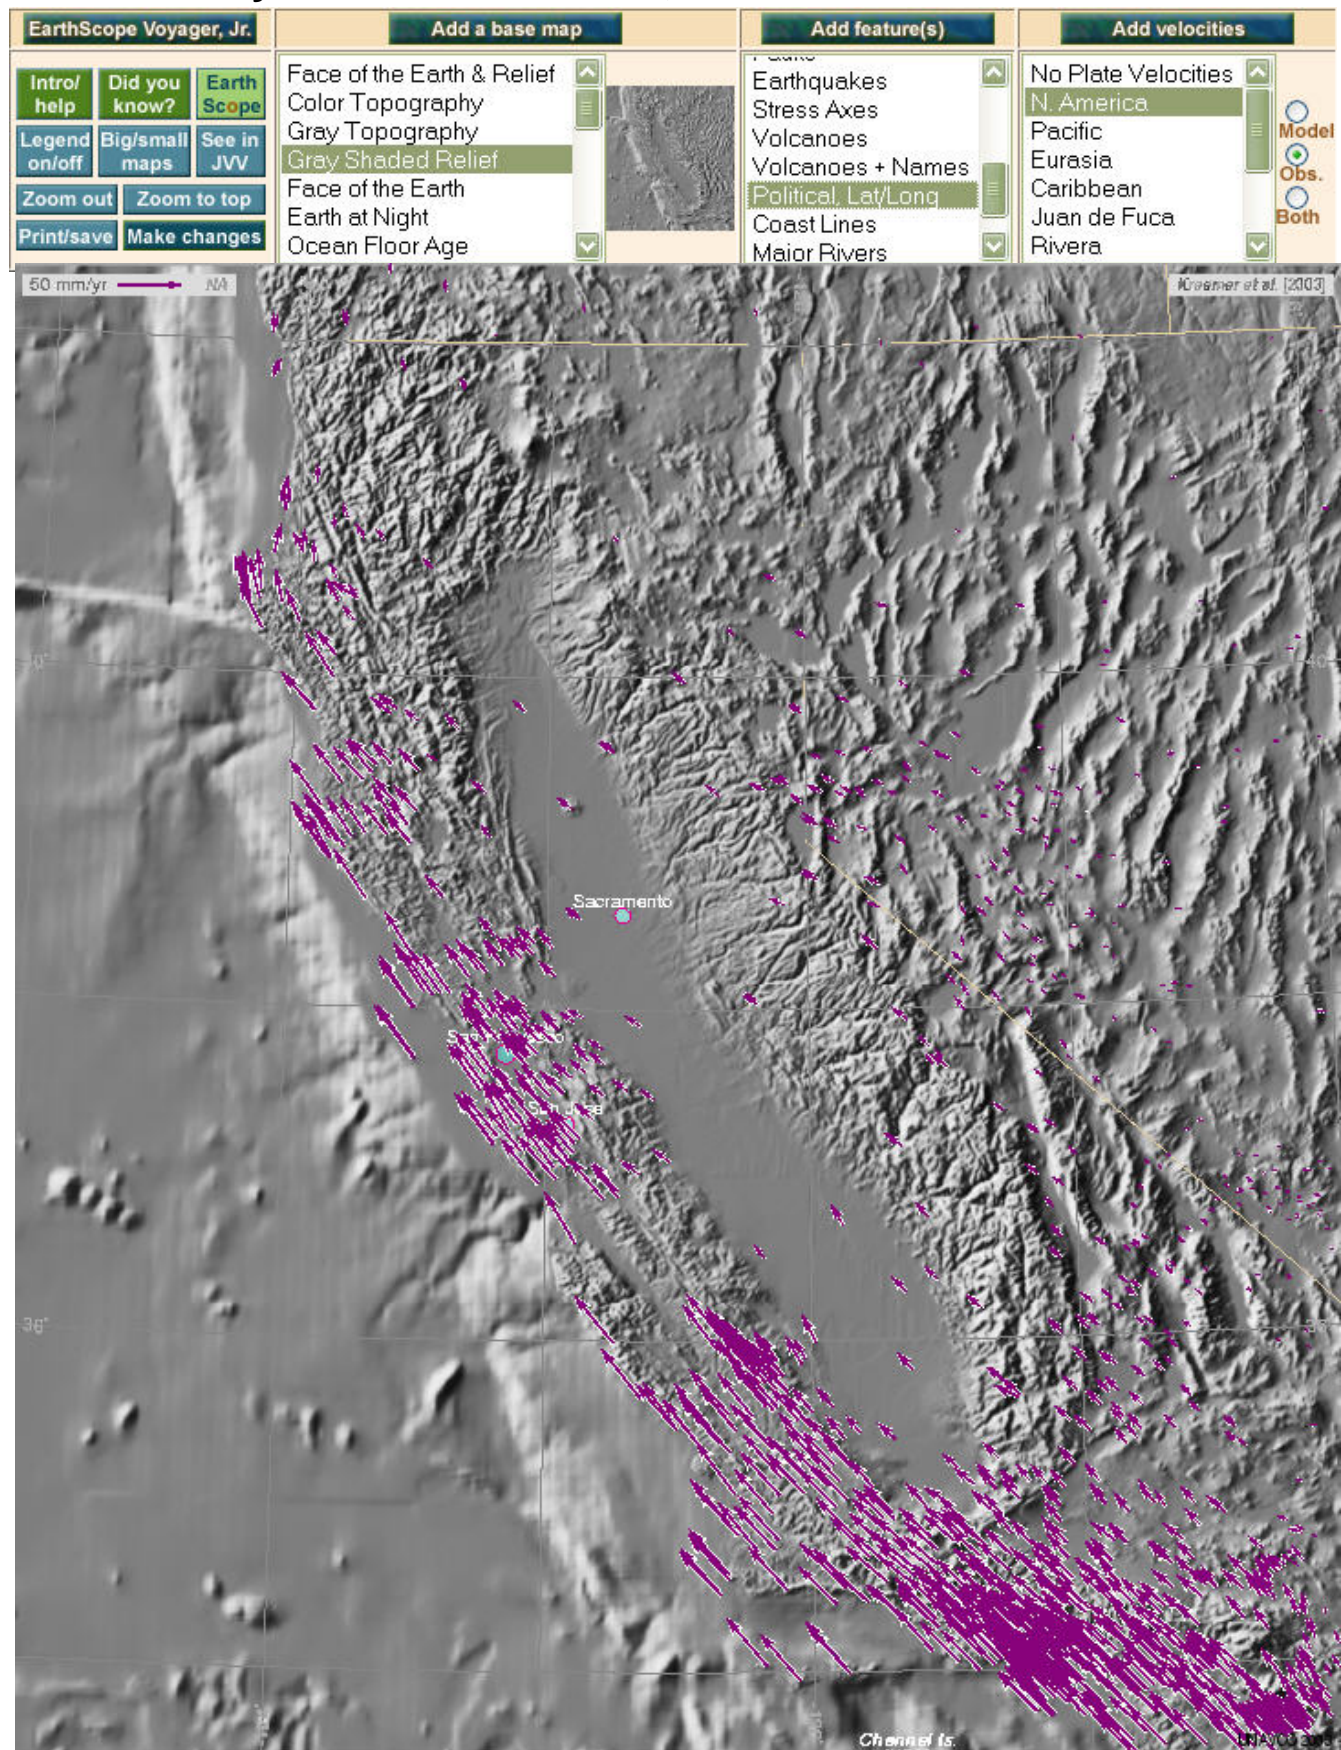 EarthScope Voyager, Jr.
Add a base map
Add feature(s)
Add velocities
Intro/
help
Did you
know?
Earth
Scope
Legend
on/off
Big/small
maps
See in
JVV
Zoom out
Zoom to top
Print/save
Make changes
Face of the Earth & Relief
Color Topography
Gray Topography
Gray Shaded Relief
Face of the Earth
Earth at Night
Ocean Floor Age
Earthquakes
Stress Axes
Volcanoes
Volcanoes + Names
Political, Lat/Long
Coast Lines
Major Rivers
No Plate Velocities
N. America
Pacific
Eurasia
Caribbean
Juan de Fuca
Rivera
Model
Obs.
Both
50 mm/yr
NA
Kreemer et al. [2003]
Sacramento
San Jose
36°
Channel Is.